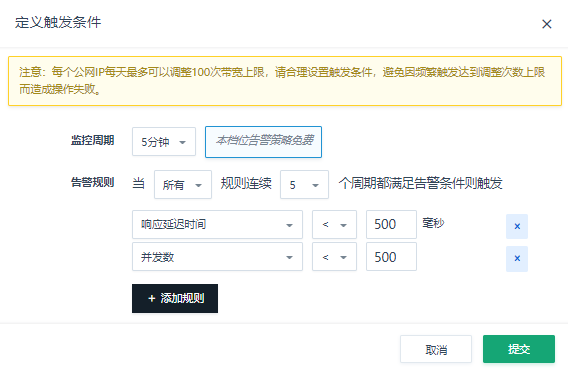 定义触发条件
×
注意：每个公网IP每天最多可以调整100次带宽上限，请合理设置触发条件，避免因频繁触发达到调整次数上限
而造成操作失败。
监控周期 5分钟 本档位告警策略免费
告警规则 当 所有 规则连续 5 个周期都满足告警条件则触发
响应延迟时间 < 500 毫秒 ×
并发数 < 500 ×
+ 添加规则
取消 提交